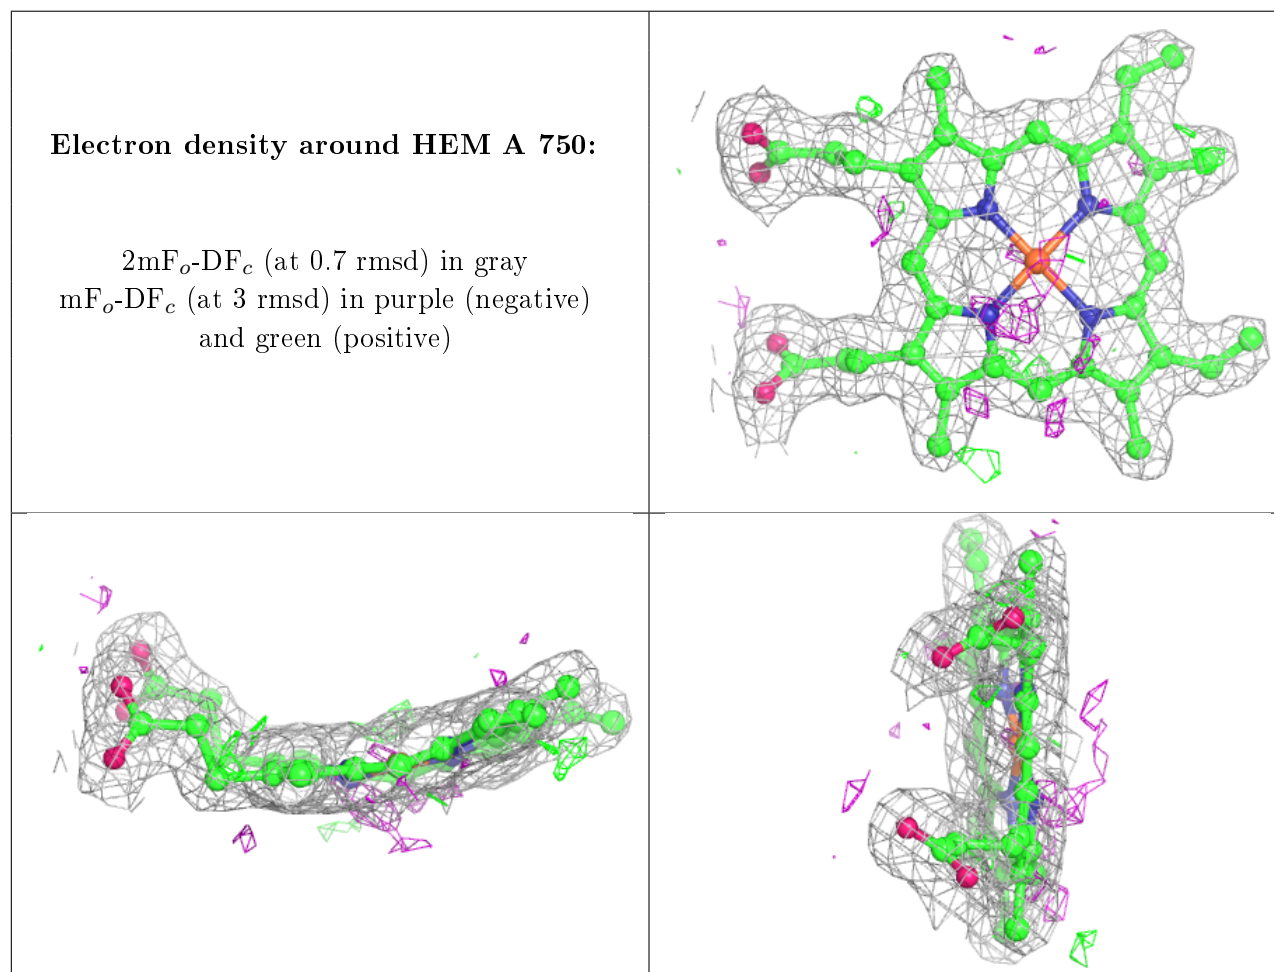 Electron density around HEM A 750:
2mFo-DFc (at 0.7 rmsd) in gray
mFo-DFc (at 3 rmsd) in purple (negative)
and green (positive)